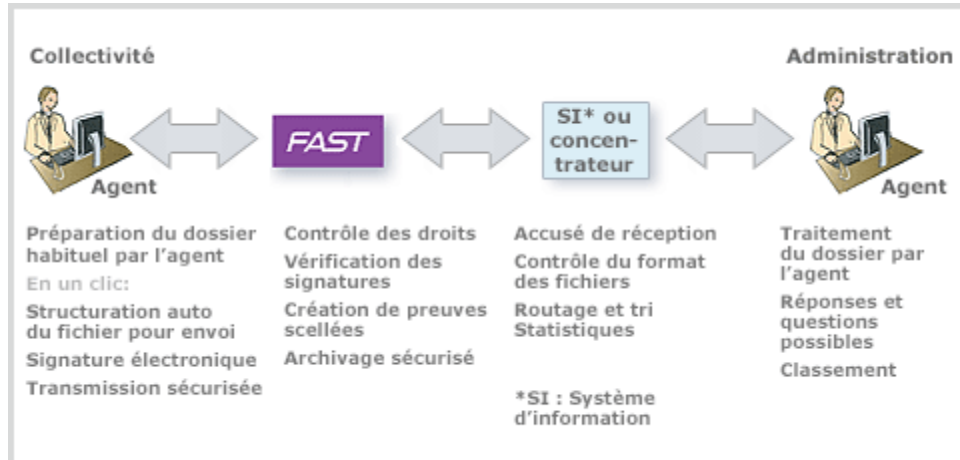 Collectivité
Administration
FAST
SI* ou
concen-
trateur
Agent
Agent
Préparation du dossier
habituel par l'agent
En un clic:
Structuration auto
du fichier pour envoi
Signature électronique
Transmission sécurisée
Contrôle des droits
Vérification des
signatures
Création de preuves
scellées
Archivage sécurisé
Accusé de réception
Contrôle du format
des fichiers
Routage et tri
Statistiques
*SI : Système
d'information
Traitement
du dossier par
l'agent
Réponses et
questions
possibles
Classement